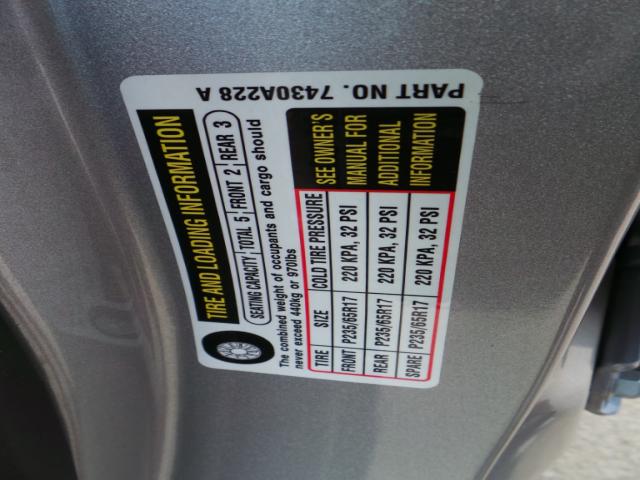 TIRE AND LOADING INFORMATION
SEATING CAPACITY TOTAL 5 FRONT 2 REAR 3
The combined weight of occupants and cargo should
never exceed 440kg or 970lbs
TIRE SIZE COLD TIRE PRESSURE SEE OWNER'S
FRONT P235/65R17 220 KPA, 32 PSI MANUAL FOR
REAR P235/65R17 220 KPA, 32 PSI ADDITIONAL
SPARE P235/65R17 220 KPA, 32 PSI INFORMATION
PART NO. 7430A228 A